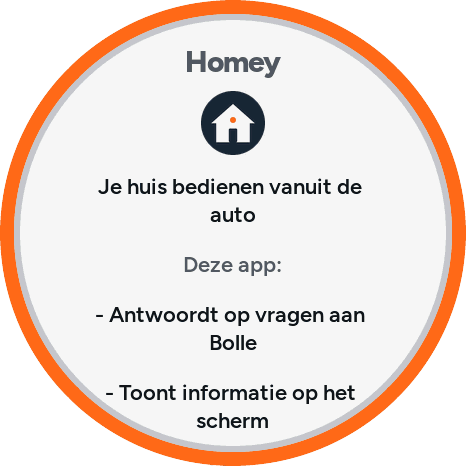 Homey
Je huis bedienen vanuit de
auto
Deze app:
- Antwoordt op vragen aan
Bolle
- Toont informatie op het
scherm